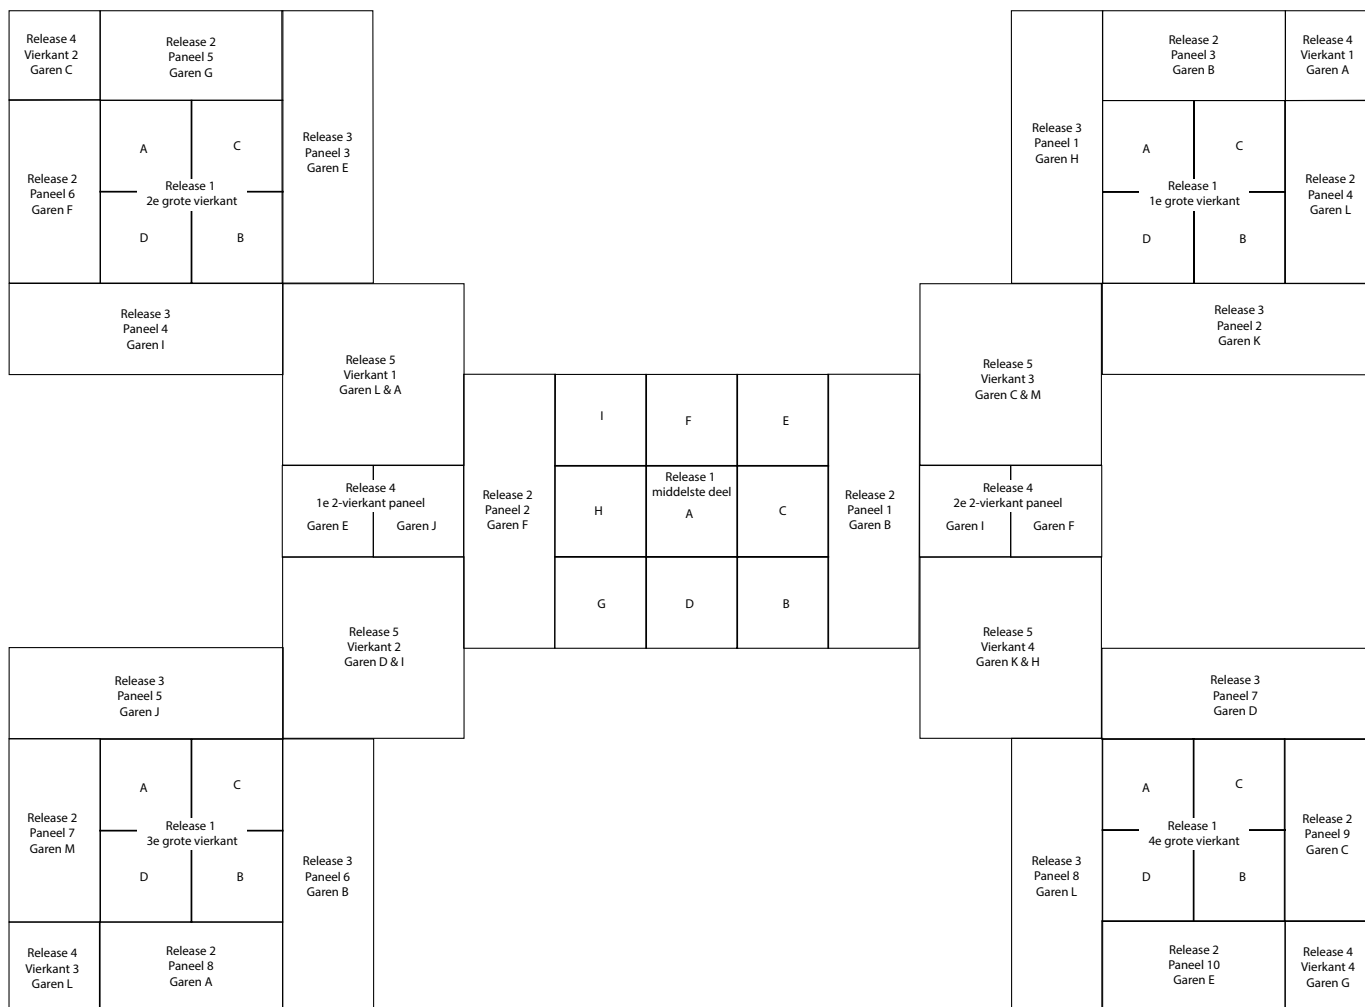 Release 4
Vierkant 2
Garen C
Release 2
Paneel 5
Garen G
Release 3
Paneel 3
Garen E
Release 2
Paneel 6
Garen F
A
C
Release 1
2e grote vierkant
D
B
Release 3
Paneel 4
Garen I
Release 3
Paneel 1
Garen H
Release 2
Paneel 3
Garen B
Release 4
Vierkant 1
Garen A
A
C
Release 1
1e grote vierkant
D
B
Release 2
Paneel 4
Garen L
Release 3
Paneel 2
Garen K
Release 5
Vierkant 1
Garen L & A
Release 4
1e 2-vierkant paneel
Garen E
Garen J
Release 5
Vierkant 2
Garen D & I
Release 2
Paneel 2
Garen F
I
F
E
H
Release 1
middelste deel
A
C
G
D
B
Release 2
Paneel 1
Garen B
Release 5
Vierkant 3
Garen C & M
Release 4
2e 2-vierkant paneel
Garen I
Garen F
Release 5
Vierkant 4
Garen K & H
Release 3
Paneel 5
Garen J
Release 2
Paneel 7
Garen M
A
C
Release 1
3e grote vierkant
D
B
Release 3
Paneel 6
Garen B
Release 4
Vierkant 3
Garen L
Release 2
Paneel 8
Garen A
Release 3
Paneel 7
Garen D
Release 3
Paneel 8
Garen L
A
C
Release 1
4e grote vierkant
D
B
Release 2
Paneel 9
Garen C
Release 2
Paneel 10
Garen E
Release 4
Vierkant 4
Garen G